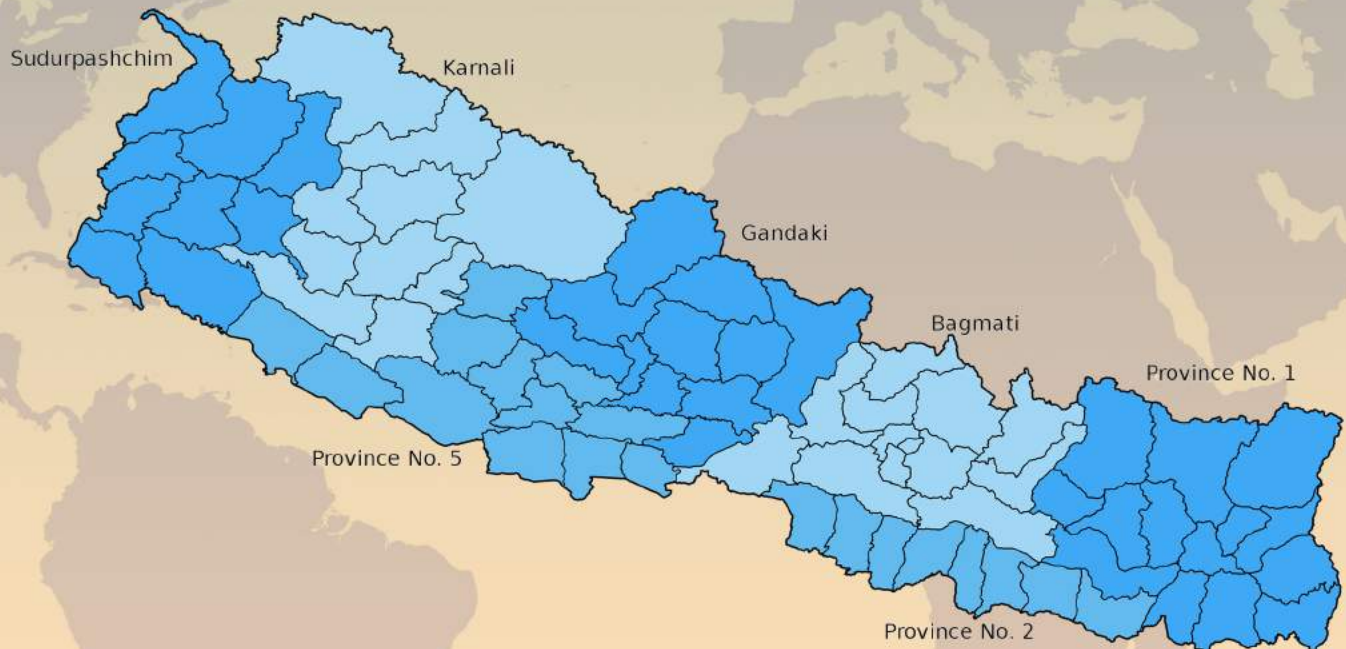 Sudurpashchim
Karnali
Gandaki
Bagmati
Province No. 1
Province No. 5
Province No. 2